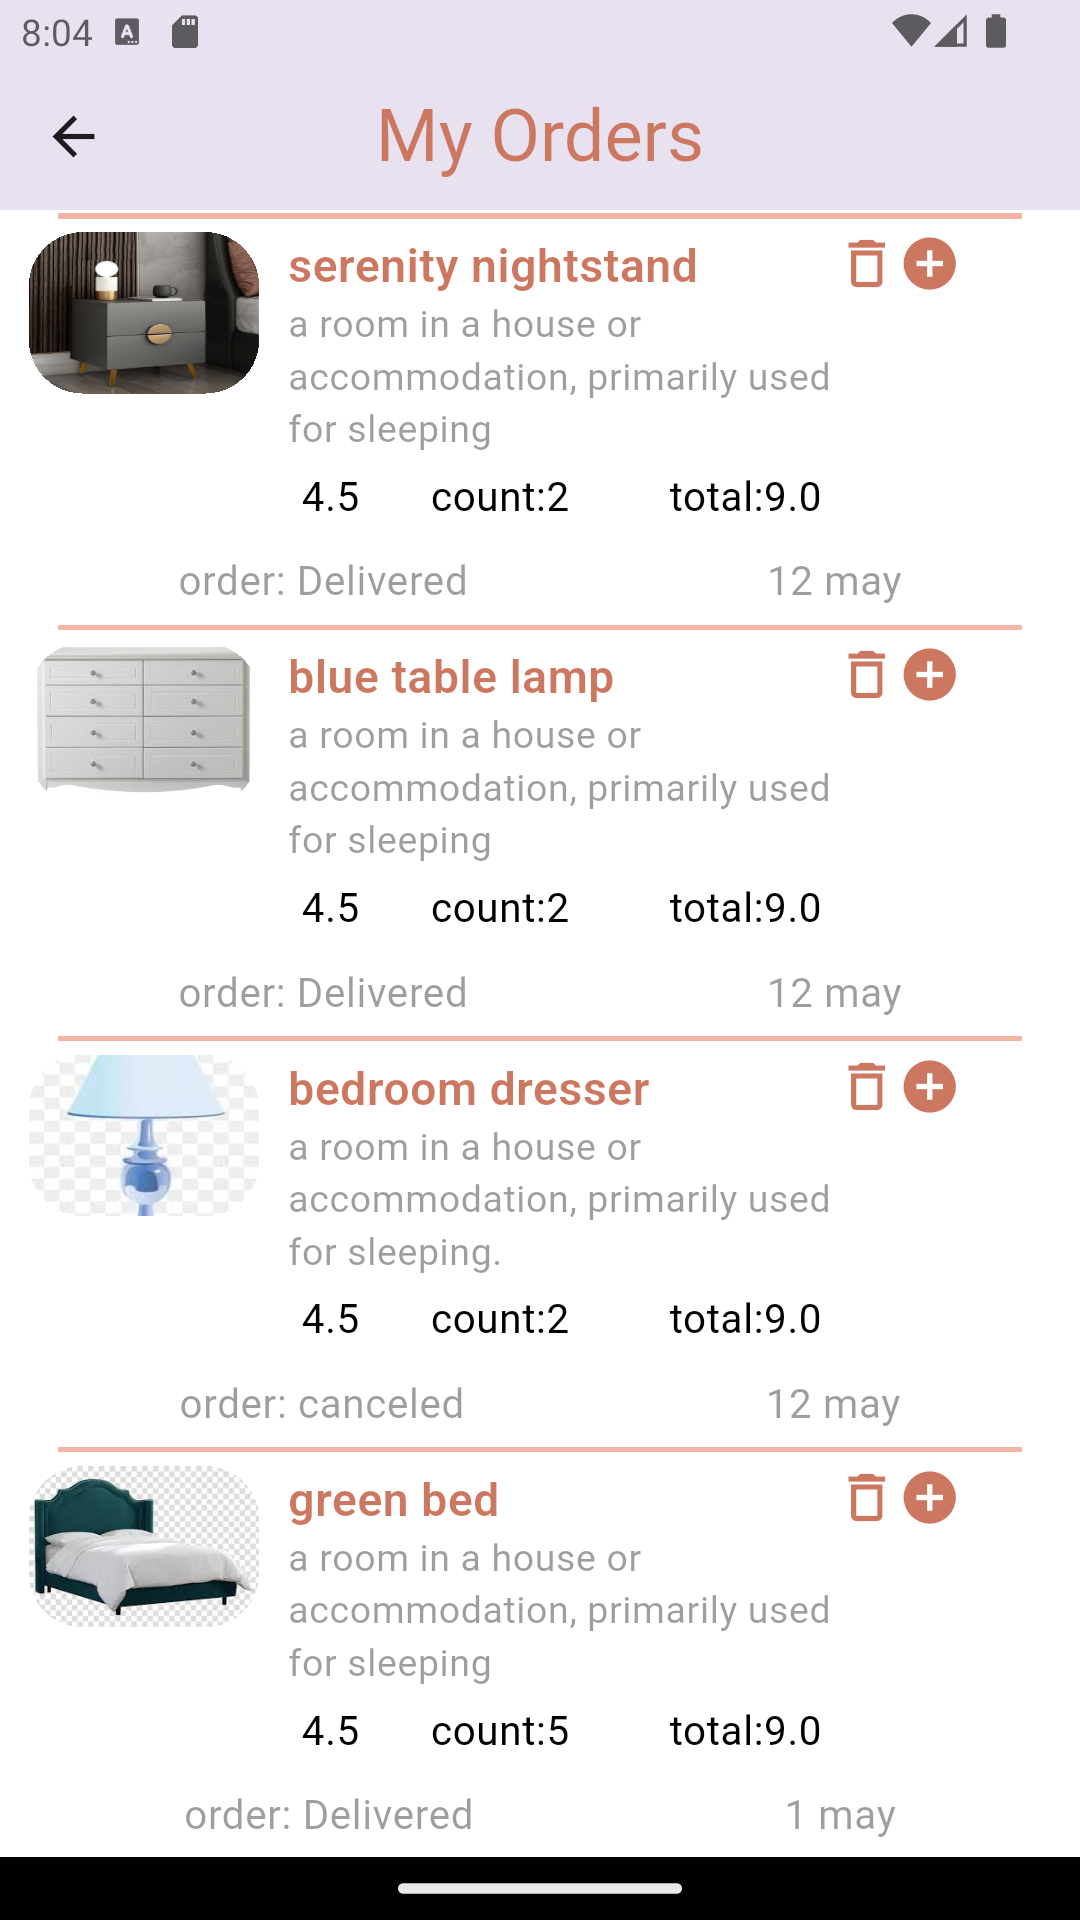 8:04
My Orders
serenity nightstand
a room in a house or
accommodation, primarily used
for sleeping
4.5 count:2 total:9.0
order: Delivered 12 may
blue table lamp
a room in a house or
accommodation, primarily used
for sleeping
4.5 count:2 total:9.0
order: Delivered 12 may
bedroom dresser
a room in a house or
accommodation, primarily used
for sleeping.
4.5 count:2 total:9.0
order: canceled 12 may
green bed
a room in a house or
accommodation, primarily used
for sleeping
4.5 count:5 total:9.0
order: Delivered 1 may